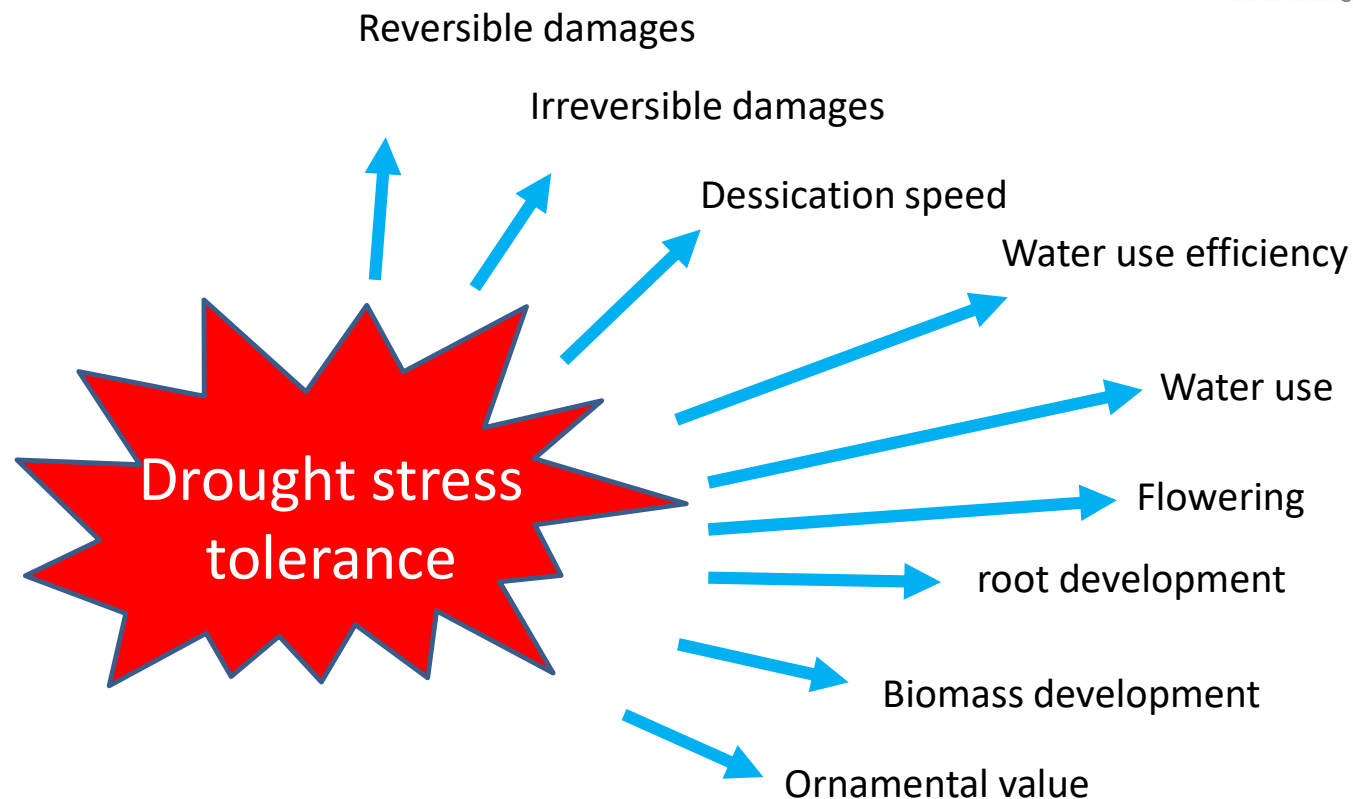 Reversible damages
Irreversible damages
Dessication speed
Water use efficiency
Water use
Drought stress
tolerance
Flowering
root development
Biomass development
Ornamental value